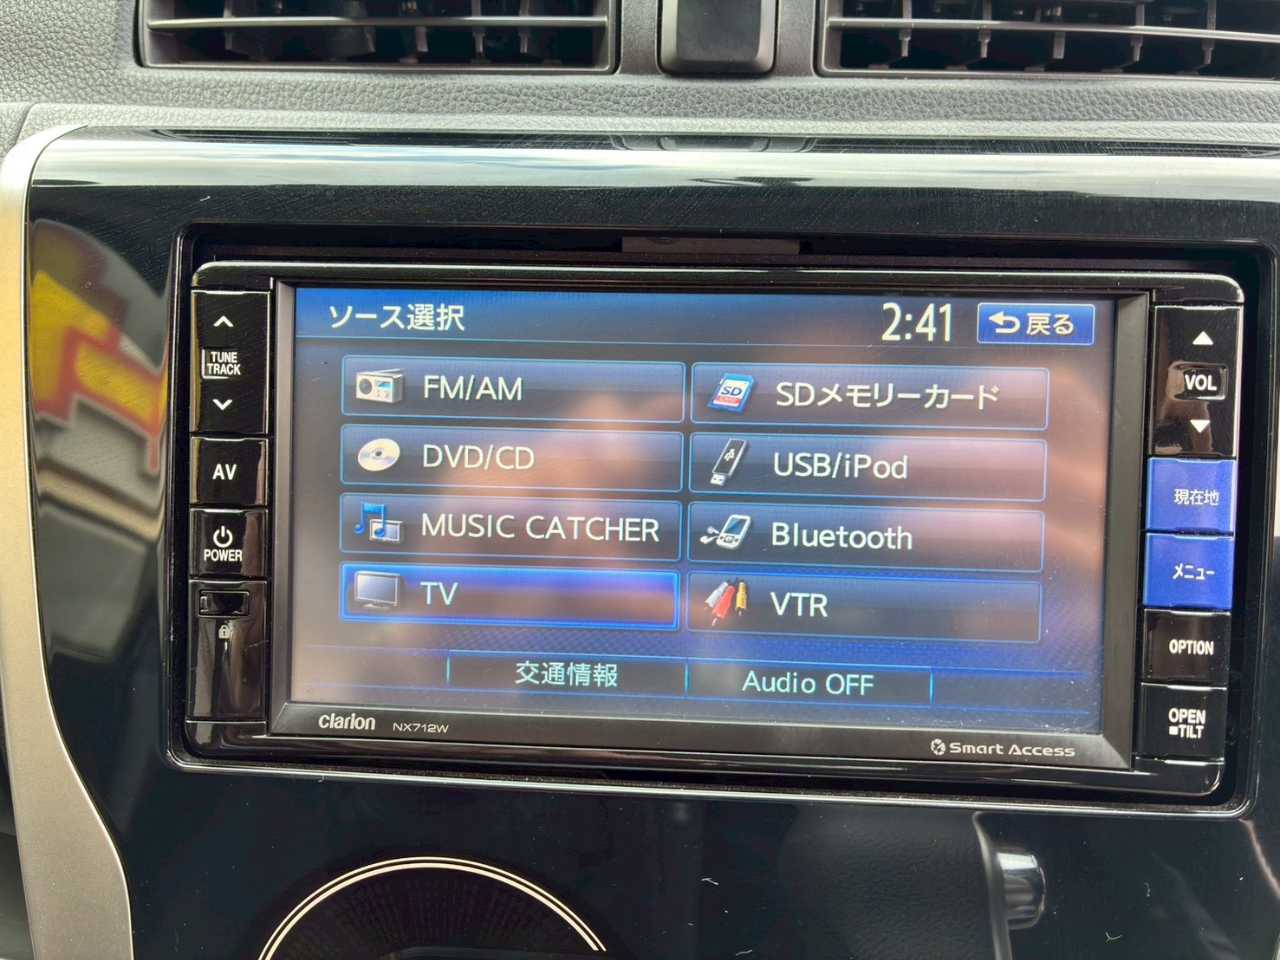 ソース選択 2:41 戻る
TUNE
TRACK
AV
POWER
FM/AM
SDメモリーカード
SD
DVD/CD
USB/iPod
MUSIC CATCHER
Bluetooth
TV
VTR
交通情報
Audio OFF
VOL
現在地
メニュー
OPTION
OPEN
TILT
clarion NX712W
Smart Access